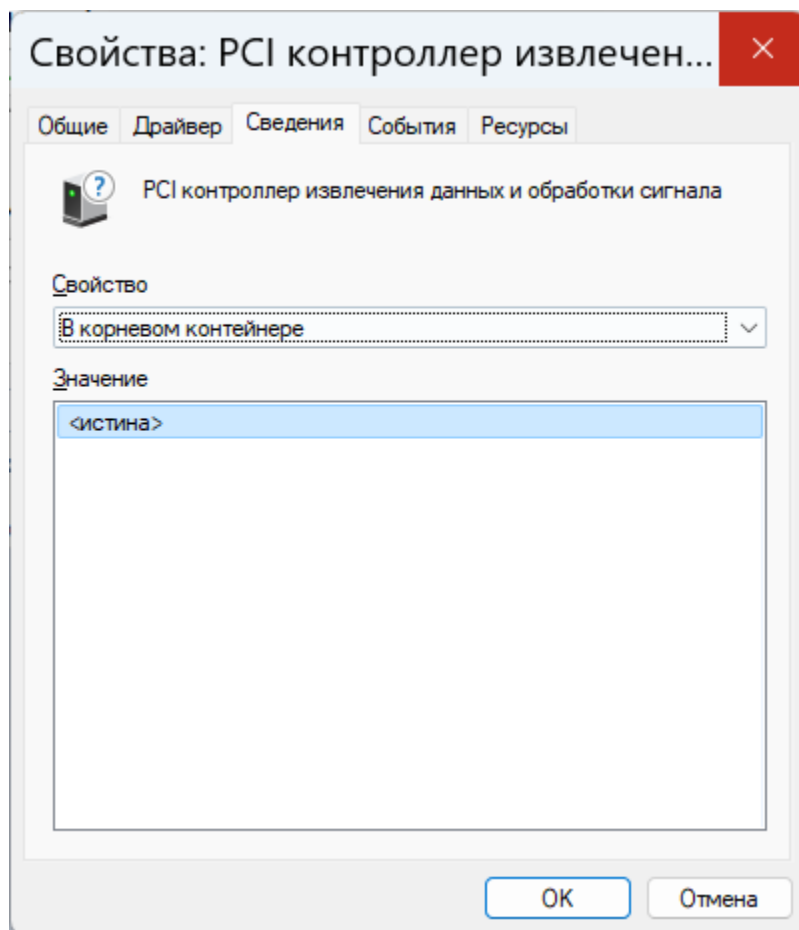 Свойства: PCI контроллер извлечен...
Общие Драйвер Сведения События Ресурсы
PCI контроллер извлечения данных и обработки сигнала
Свойство
В корневом контейнере
Значение
<истина>
ОК Отмена